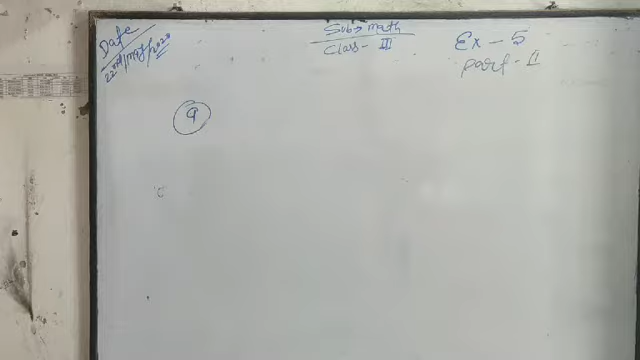 Date
22nd/May/2020
Sub> math
Class- III
Ex - 5
part - II
9